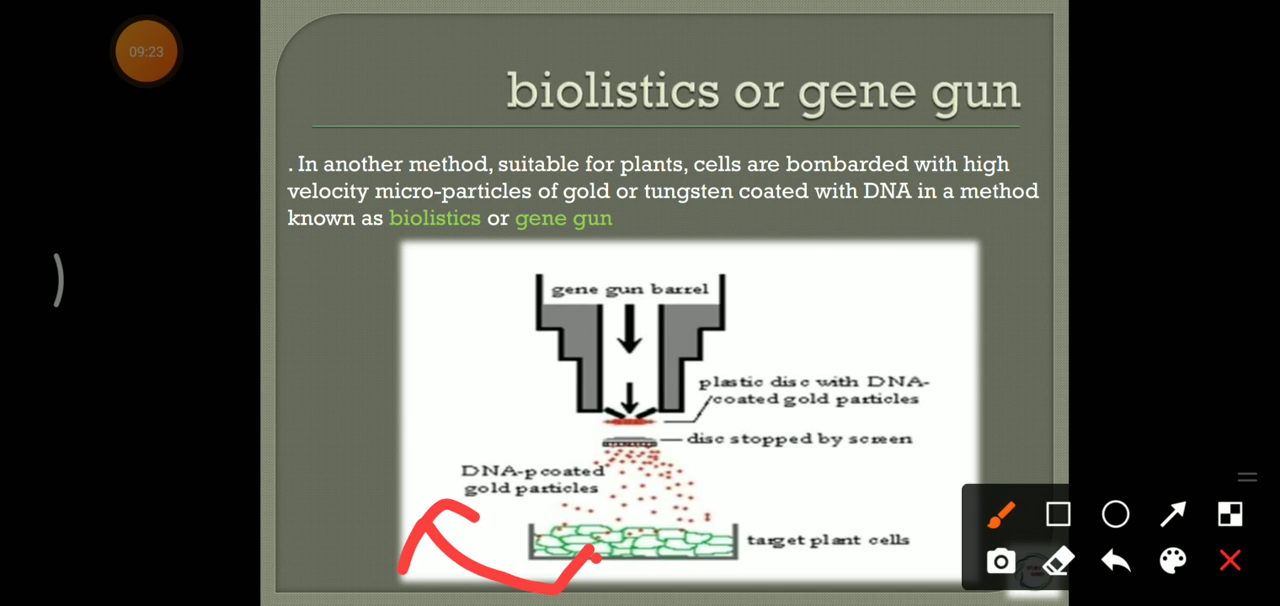 09:23
biolistics or gene gun
. In another method, suitable for plants, cells are bombarded with high
velocity micro-particles of gold or tungsten coated with DNA in a method
known as biolistics or gene gun
gene gun barrel
plastic disc with DNA-
coated gold particles
disc stopped by screen
DNA-pcoated
gold particles
target plant cells